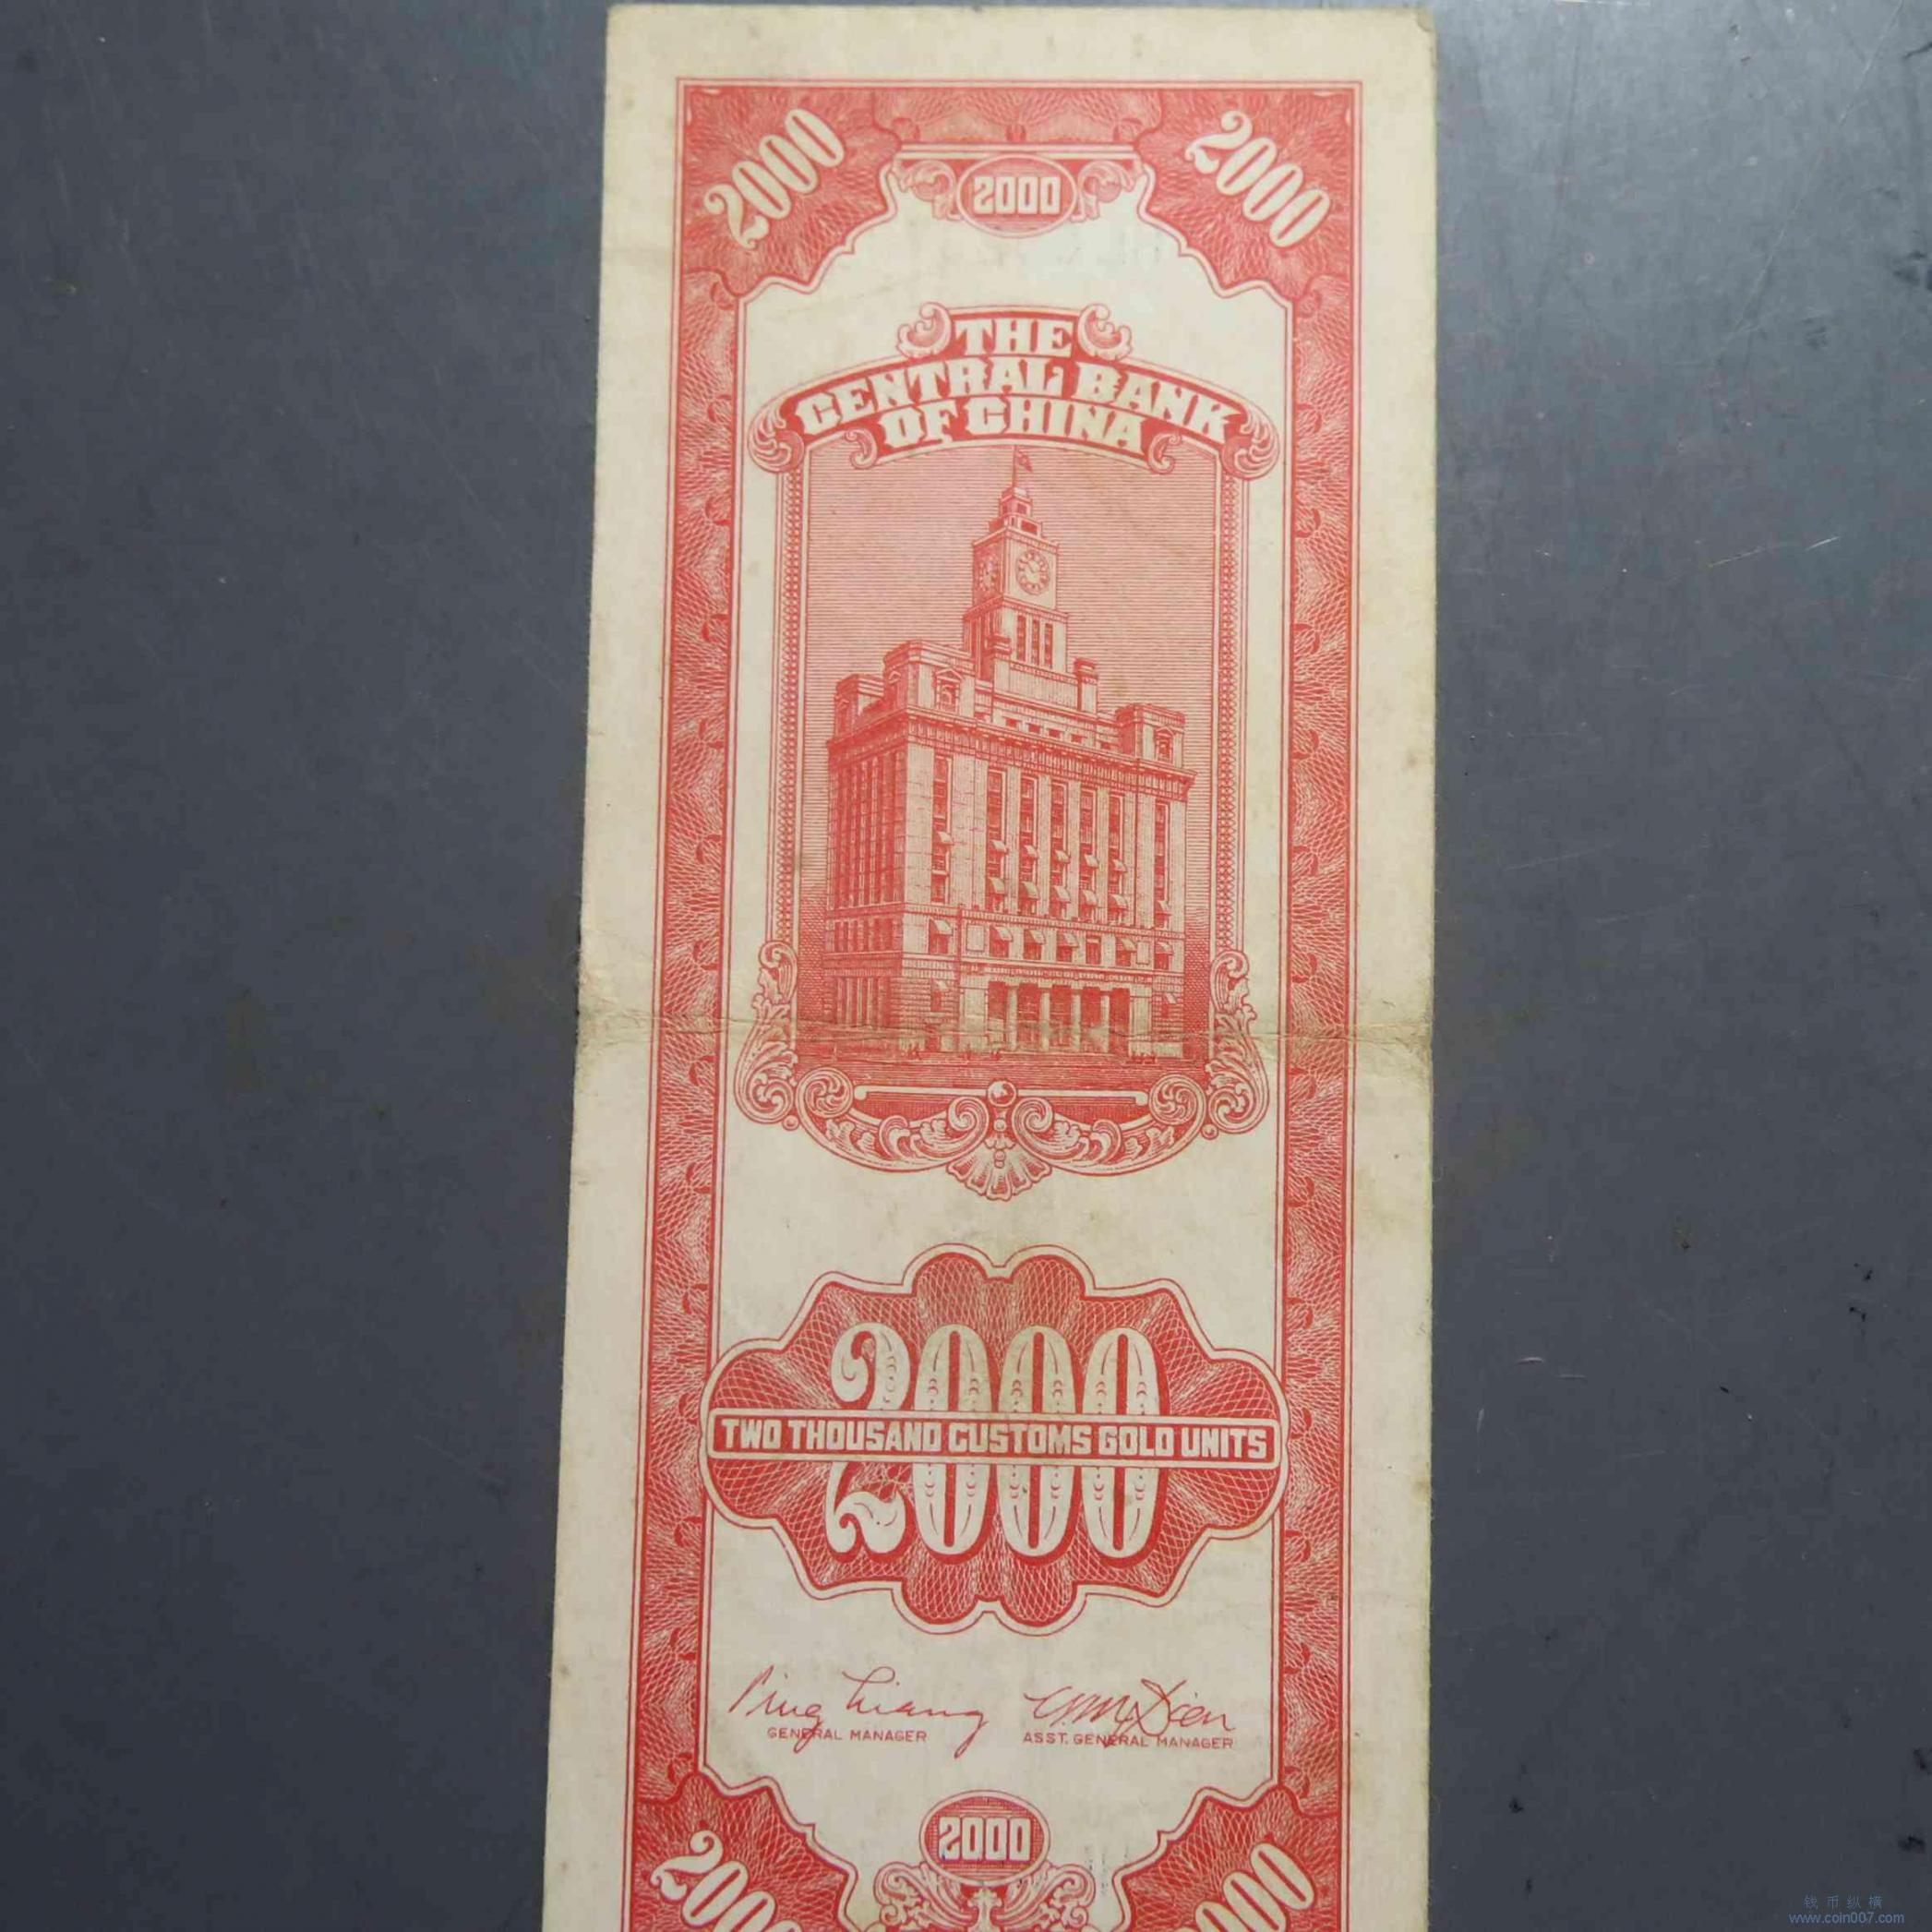 2000 2000
2000
THE
CENTRAL BANK
OF CHINA
2000
TWO THOUSAND CUSTOMS GOLD UNITS
GENERAL MANAGER ASST. GENERAL MANAGER
2000
钱币纵横
www.coin007.com